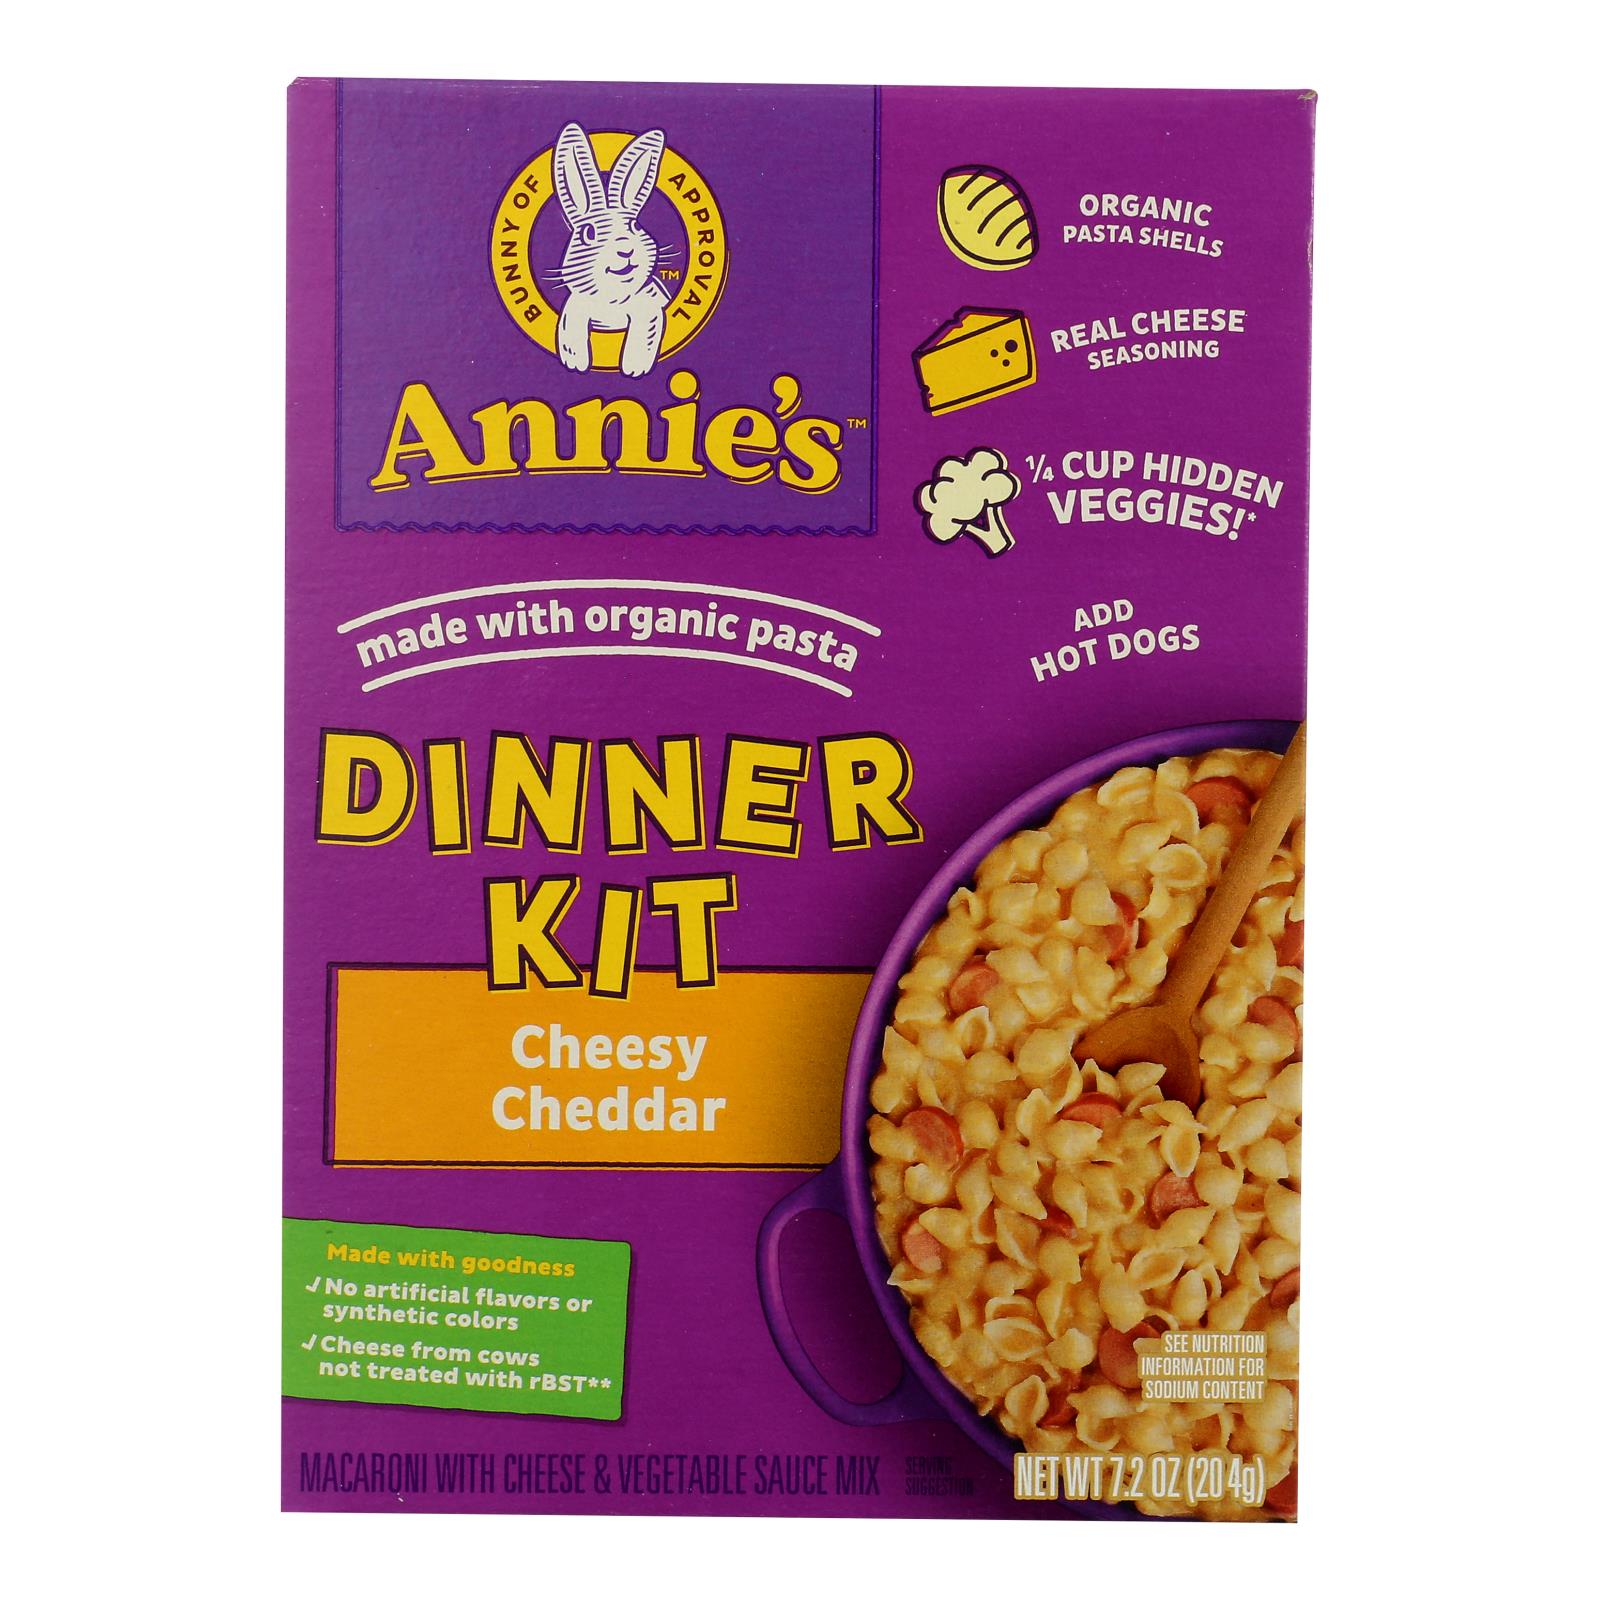 BUNNY OF APPROVAL
TM
Annie's™
ORGANIC
PASTA SHELLS
REAL CHEESE
SEASONING
¼ CUP HIDDEN
VEGGIES!*
ADD
HOT DOGS
made with organic pasta
DINNER
KIT
Cheesy
Cheddar
Made with goodness
✓No artificial flavors or
synthetic colors
✓Cheese from cows
not treated with rBST**
SEE NUTRITION
INFORMATION FOR
SODIUM CONTENT
MACARONI WITH CHEESE & VEGETABLE SAUCE MIX
SERVING
SUGGESTION
NET WT 7.2 OZ (204g)